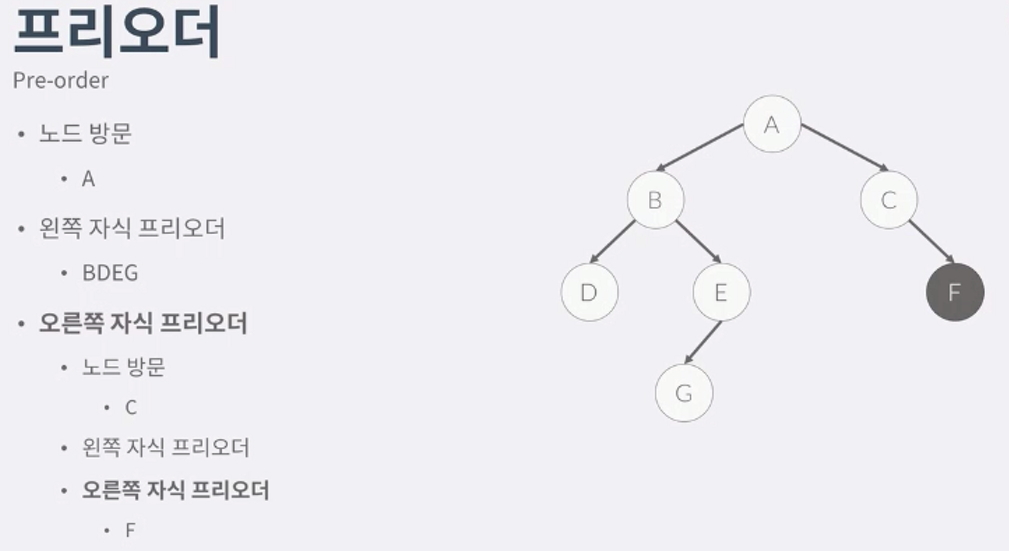 프리오더
Pre-order
• 노드 방문
• A
• 왼쪽 자식 프리오더
• BDEG
• 오른쪽 자식 프리오더
• 노드 방문
• C
• 왼쪽 자식 프리오더
• 오른쪽 자식 프리오더
• F
A
B
C
D
E
F
G